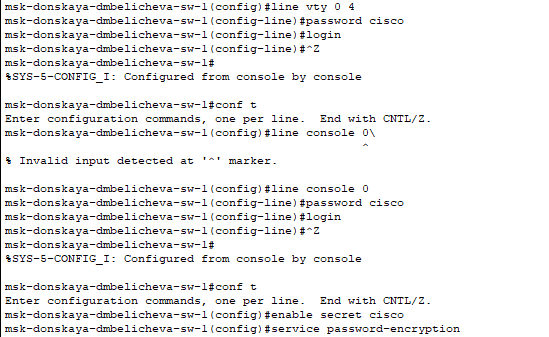 msk-donskaya-dmbelicheva-sw-1(config)#line vty 0 4
msk-donskaya-dmbelicheva-sw-1(config-line)#password cisco
msk-donskaya-dmbelicheva-sw-1(config-line)#login
msk-donskaya-dmbelicheva-sw-1(config-line)#^Z
msk-donskaya-dmbelicheva-sw-1#
%SYS-5-CONFIG_I: Configured from console by console
msk-donskaya-dmbelicheva-sw-1#conf t
Enter configuration commands, one per line.  End with CNTL/Z.
msk-donskaya-dmbelicheva-sw-1(config)#line console 0\
^
% Invalid input detected at '^' marker.
msk-donskaya-dmbelicheva-sw-1(config)#line console 0
msk-donskaya-dmbelicheva-sw-1(config-line)#password cisco
msk-donskaya-dmbelicheva-sw-1(config-line)#login
msk-donskaya-dmbelicheva-sw-1(config-line)#^Z
msk-donskaya-dmbelicheva-sw-1#
%SYS-5-CONFIG_I: Configured from console by console
msk-donskaya-dmbelicheva-sw-1#conf t
Enter configuration commands, one per line.  End with CNTL/Z.
msk-donskaya-dmbelicheva-sw-1(config)#enable secret cisco
msk-donskaya-dmbelicheva-sw-1(config)#service password-encryption